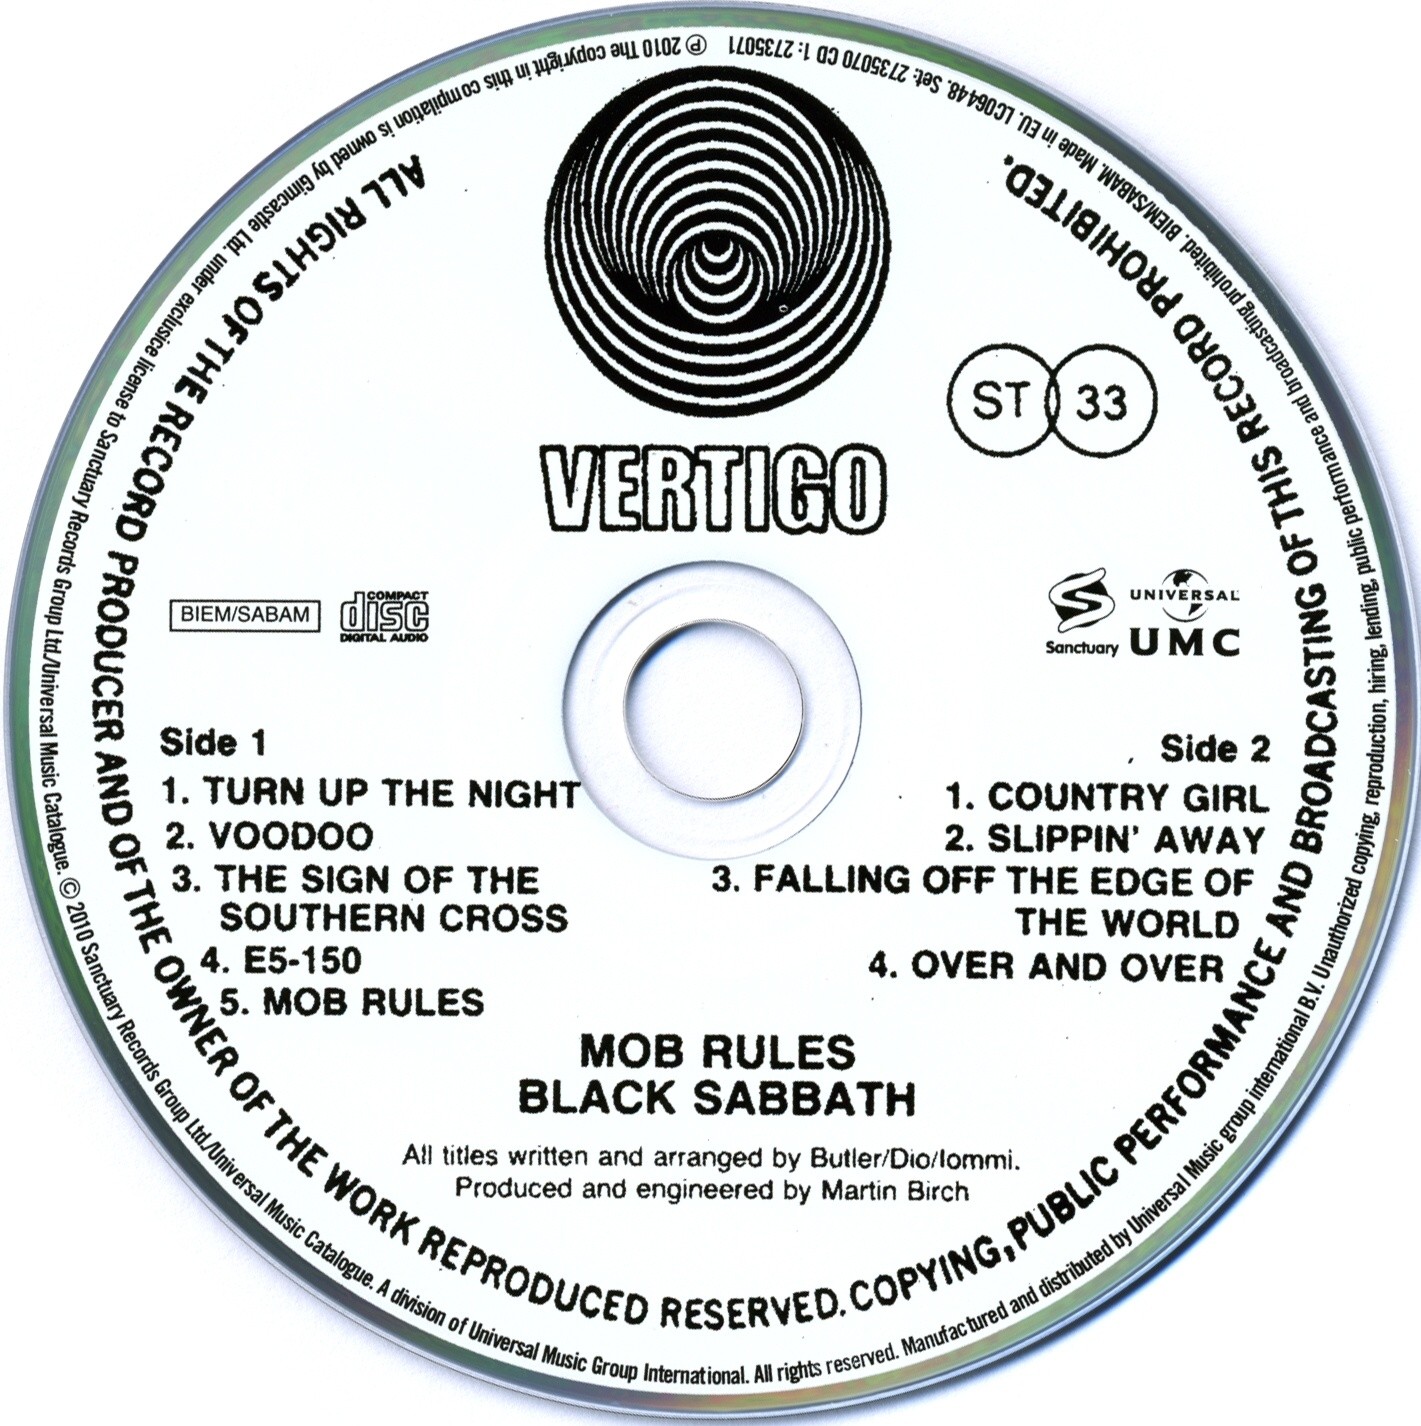 ℗ 2010 The copyright in this compilation is owned by Gimcastle Ltd. under exclusice license to Sanctuary Records Group Ltd./Universal Music Catalogue. © 2010 Sanctuary Records Group Ltd./Universal Music Catalogue. A division of Universal Music Group International. All rights reserved. Manufactured and distributed by Universal Music group international B.V. Unauthorized copying, reproduction, hiring, lending, public performance and broadcasting prohibited. BIEM/SABAM. Made in EU. LC06448. Set: 2735070 CD 1: 2735071
ALL RIGHTS OF THE RECORD PRODUCER AND OF THE OWNER OF THE WORK REPRODUCED RESERVED. COPYING, PUBLIC PERFORMANCE AND BROADCASTING OF THIS RECORD PROHIBITED.
ST 33
VERTIGO
BIEM/SABAM
COMPACT
disc
DIGITAL AUDIO
Sanctuary
UNIVERSAL
UMC
Side 1
1. TURN UP THE NIGHT
2. VOODOO
3. THE SIGN OF THE
SOUTHERN CROSS
4. E5-150
5. MOB RULES
Side 2
1. COUNTRY GIRL
2. SLIPPIN' AWAY
3. FALLING OFF THE EDGE OF
THE WORLD
4. OVER AND OVER
MOB RULES
BLACK SABBATH
All titles written and arranged by Butler/Dio/Iommi.
Produced and engineered by Martin Birch